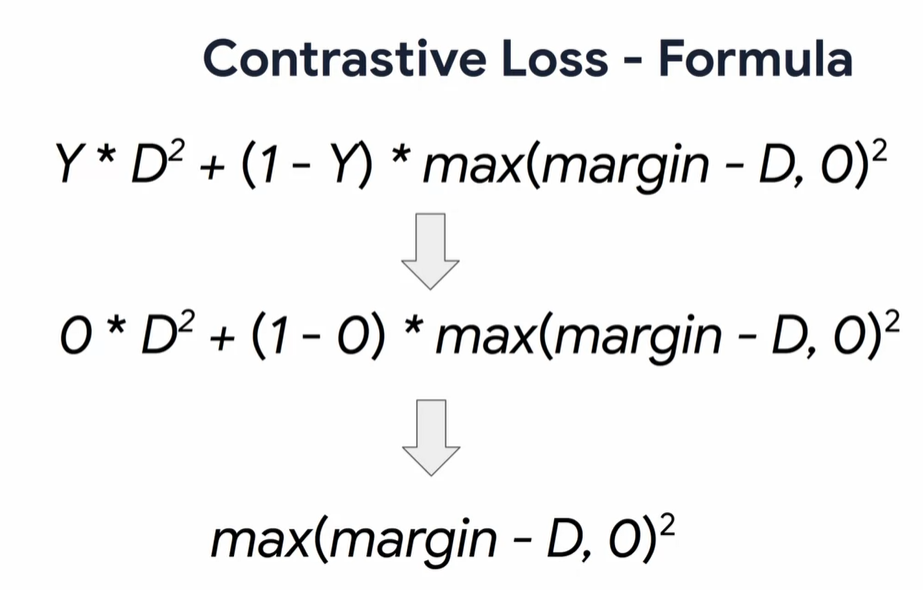 Contrastive Loss - Formula
Y * D² + (1 - Y) * max(margin - D, 0)²
0 * D² + (1 - 0) * max(margin - D, 0)²
max(margin - D, 0)²